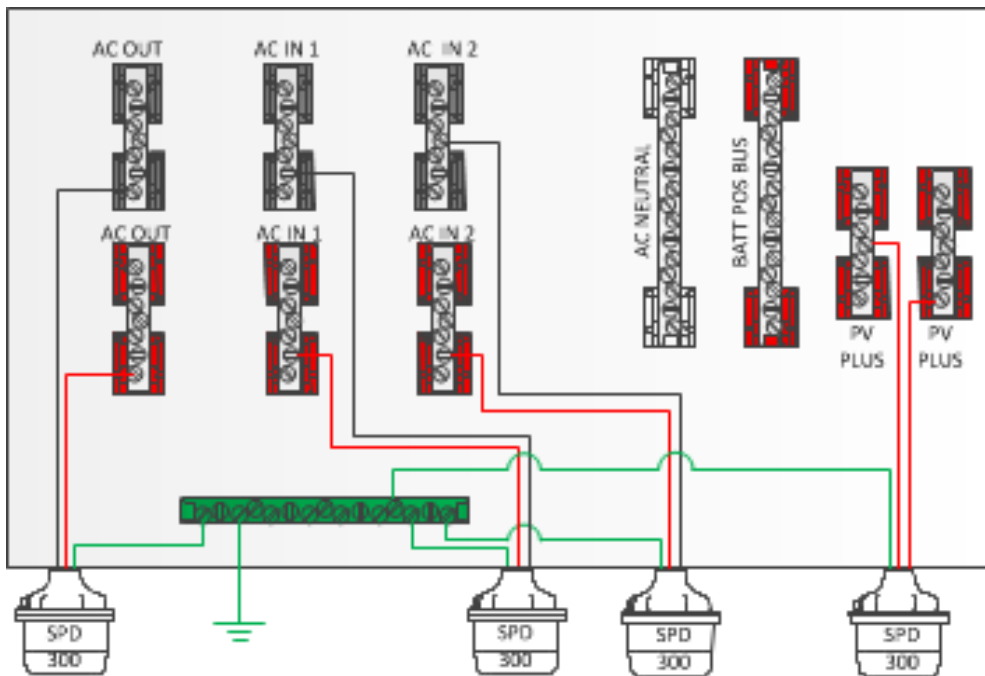 AC OUT
AC IN 1
AC IN 2
AC OUT
AC IN 1
AC IN 2
AC NEUTRAL
BATT POS BUS
PV
PLUS
PV
PLUS
SPD
300
SPD
300
SPD
300
SPD
300